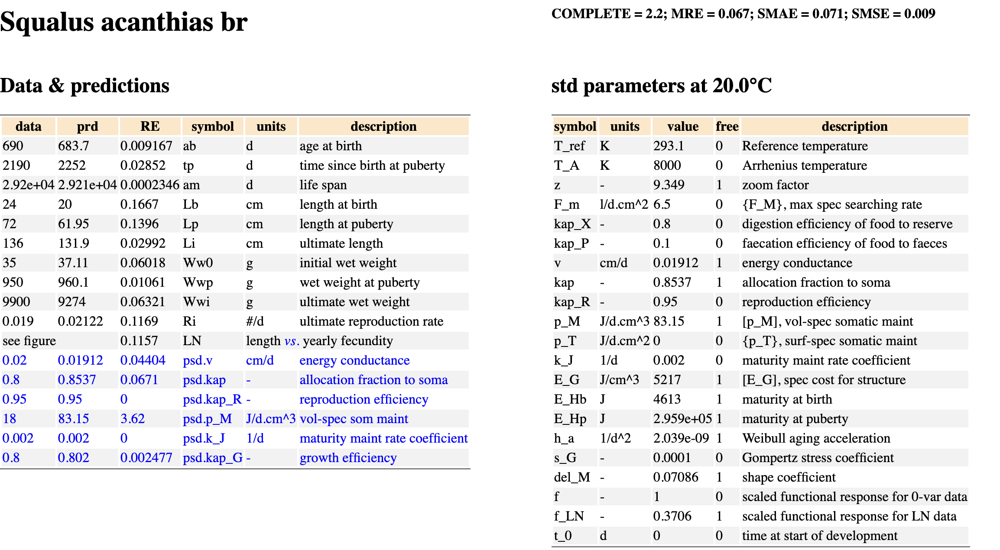 Squalus acanthias br
COMPLETE = 2.2; MRE = 0.067; SMAE = 0.071; SMSE = 0.009
Data & predictions
data prd RE symbol units description
690 683.7 0.009167 ab d age at birth
2190 2252 0.02852 tp d time since birth at puberty
2.92e+04 2.921e+04 0.0002346 am d life span
24 20 0.1667 Lb cm length at birth
72 61.95 0.1396 Lp cm length at puberty
136 131.9 0.02992 Li cm ultimate length
35 37.11 0.06018 Ww0 g initial wet weight
950 960.1 0.01061 Wwp g wet weight at puberty
9900 9274 0.06321 Wwi g ultimate wet weight
0.019 0.02122 0.1169 Ri #/d ultimate reproduction rate
see figure 0.1157 LN length vs. yearly fecundity
0.02 0.01912 0.04404 psd.v cm/d energy conductance
0.8 0.8537 0.0671 psd.kap - allocation fraction to soma
0.95 0.95 0 psd.kap_R - reproduction efficiency
18 83.15 3.62 psd.p_M J/d.cm^3 vol-spec som maint
0.002 0.002 0 psd.k_J 1/d maturity maint rate coefficient
0.8 0.802 0.002477 psd.kap_G - growth efficiency
std parameters at 20.0°C
symbol units value free description
T_ref K 293.1 0 Reference temperature
T_A K 8000 0 Arrhenius temperature
z - 9.349 1 zoom factor
F_m l/d.cm^2 6.5 0 {F_M}, max spec searching rate
kap_X - 0.8 0 digestion efficiency of food to reserve
kap_P - 0.1 0 faecation efficiency of food to faeces
v cm/d 0.01912 1 energy conductance
kap - 0.8537 1 allocation fraction to soma
kap_R - 0.95 0 reproduction efficiency
p_M J/d.cm^3 83.15 1 [p_M], vol-spec somatic maint
p_T J/d.cm^2 0 0 {p_T}, surf-spec somatic maint
k_J 1/d 0.002 0 maturity maint rate coefficient
E_G J/cm^3 5217 1 [E_G], spec cost for structure
E_Hb J 4613 1 maturity at birth
E_Hp J 2.959e+05 1 maturity at puberty
h_a 1/d^2 2.039e-09 1 Weibull aging acceleration
s_G - 0.0001 0 Gompertz stress coefficient
del_M - 0.07086 1 shape coefficient
f - 1 0 scaled functional response for 0-var data
f_LN - 0.3706 1 scaled functional response for LN data
t_0 d 0 0 time at start of development